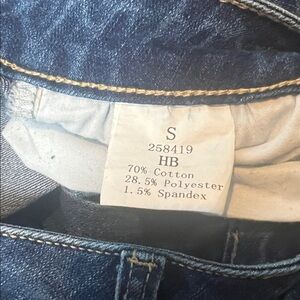 S
258419
HB
70% Cotton
28.5% Polyester
1.5% Spandex